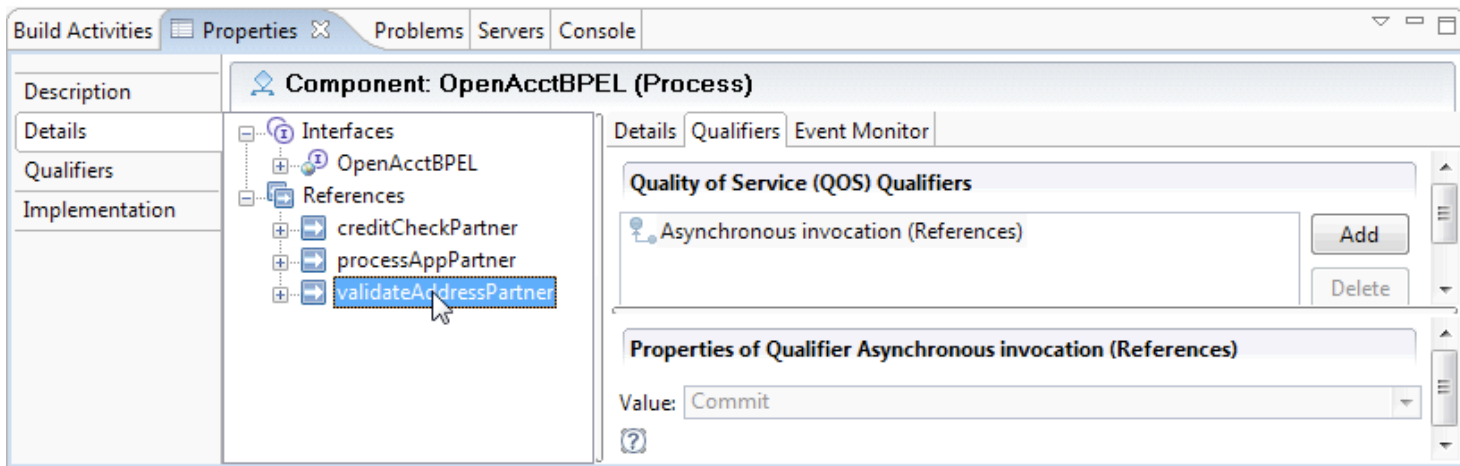 Build Activities Properties Problems Servers Console
Component: OpenAcctBPEL (Process)
Description
Details
Qualifiers
Implementation
Interfaces
OpenAcctBPEL
References
creditCheckPartner
processAppPartner
validateAddressPartner
Details Qualifiers Event Monitor
Quality of Service (QOS) Qualifiers
Asynchronous invocation (References)
Add
Delete
Properties of Qualifier Asynchronous invocation (References)
Value: Commit